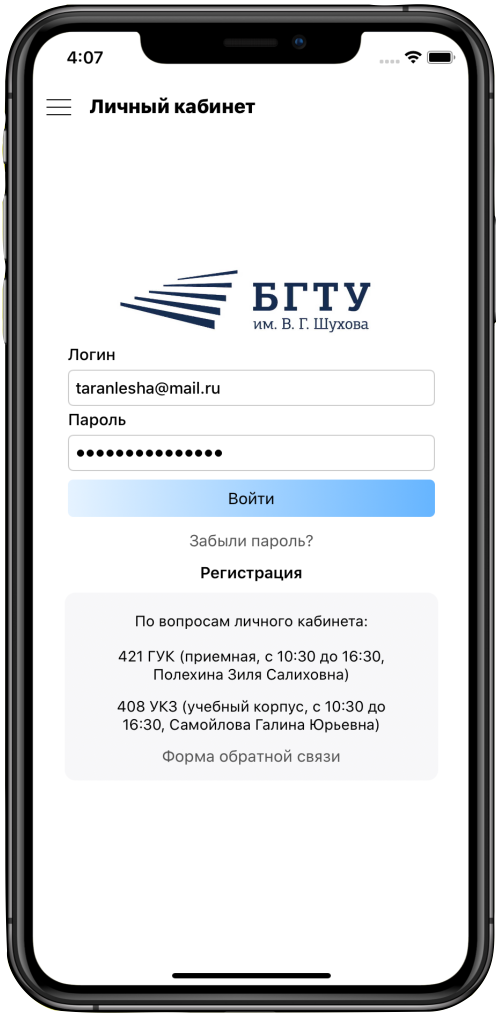 4:07
Личный кабинет
БГТУ
им. В. Г. Шухова
Логин
taranlesha@mail.ru
Пароль
•••••••••••••••
Войти
Забыли пароль?
Регистрация
По вопросам личного кабинета:
421 ГУК (приемная, с 10:30 до 16:30,
Полехина Зиля Салиховна)
408 УК3 (учебный корпус, с 10:30 до
16:30, Самойлова Галина Юрьевна)
Форма обратной связи